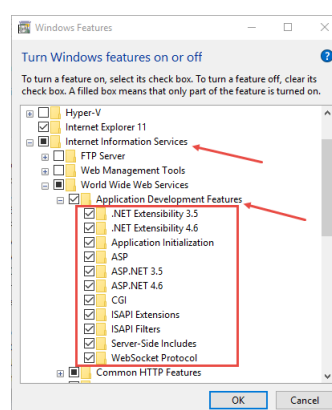 Windows Features
Turn Windows features on or off
To turn a feature on, select its check box. To turn a feature off, clear its
check box. A filled box means that only part of the feature is turned on.
Hyper-V
Internet Explorer 11
Internet Information Services
FTP Server
Web Management Tools
World Wide Web Services
Application Development Features
.NET Extensibility 3.5
.NET Extensibility 4.6
Application Initialization
ASP
ASP.NET 3.5
ASP.NET 4.6
CGI
ISAPI Extensions
ISAPI Filters
Server-Side Includes
WebSocket Protocol
Common HTTP Features
OK Cancel